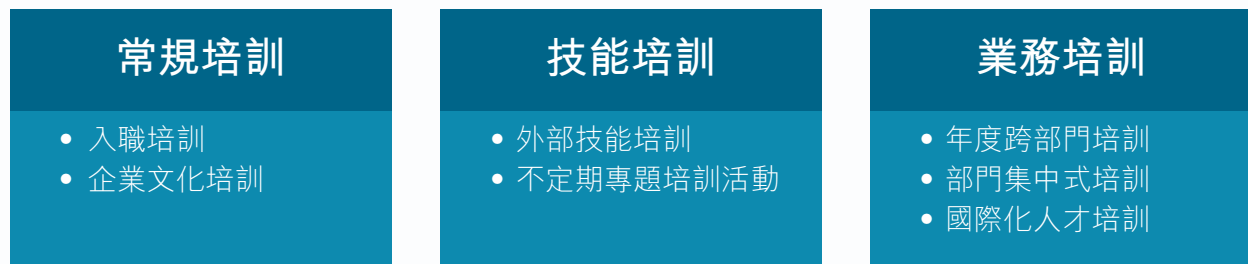 常規培訓
• 入職培訓
• 企業文化培訓
技能培訓
• 外部技能培訓
• 不定期專題培訓活動
業務培訓
• 年度跨部門培訓
• 部門集中式培訓
• 國際化人才培訓